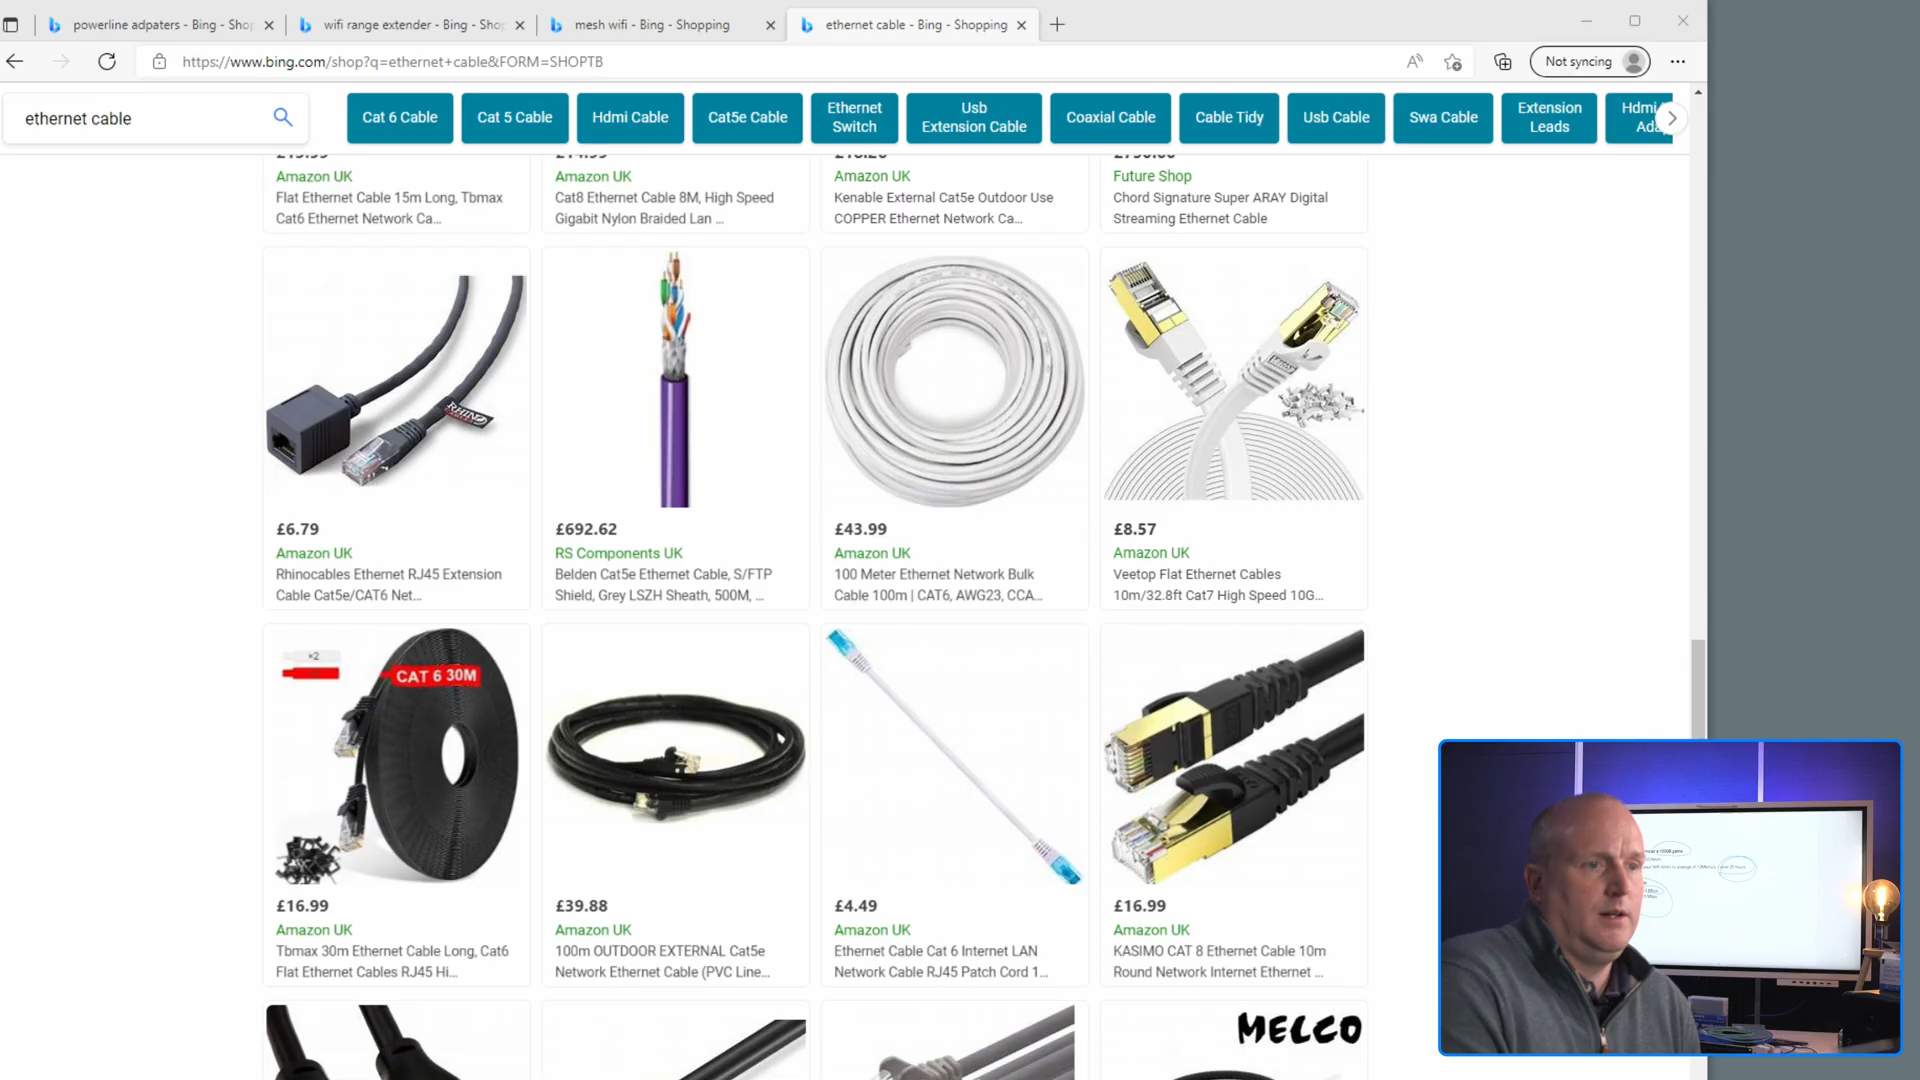 powerline adpaters - Bing - Shop
wifi range extender - Bing - Shop
mesh wifi - Bing - Shopping
ethernet cable - Bing - Shopping
https://www.bing.com/shop?q=ethernet+cable&FORM=SHOPTB
Not syncing
ethernet cable
Cat 6 Cable
Cat 5 Cable
Hdmi Cable
Cat5e Cable
Ethernet
Switch
Usb
Extension Cable
Coaxial Cable
Cable Tidy
Usb Cable
Swa Cable
Extension
Leads
Hdmi
Ada
Amazon UK
Flat Ethernet Cable 15m Long, Tbmax
Cat6 Ethernet Network Ca...
Amazon UK
Cat8 Ethernet Cable 8M, High Speed
Gigabit Nylon Braided Lan ...
Amazon UK
Kenable External Cat5e Outdoor Use
COPPER Ethernet Network Ca...
Future Shop
Chord Signature Super ARAY Digital
Streaming Ethernet Cable
RHINO
£6.79
Amazon UK
Rhinocables Ethernet RJ45 Extension
Cable Cat5e/CAT6 Net...
£692.62
RS Components UK
Belden Cat5e Ethernet Cable, S/FTP
Shield, Grey LSZH Sheath, 500M, ...
£43.99
Amazon UK
100 Meter Ethernet Network Bulk
Cable 100m | CAT6, AWG23, CCA...
£8.57
Amazon UK
Veetop Flat Ethernet Cables
10m/32.8ft Cat7 High Speed 10G...
×2
CAT 6 30M
£16.99
Amazon UK
Tbmax 30m Ethernet Cable Long, Cat6
Flat Ethernet Cables RJ45 Hi...
£39.88
Amazon UK
100m OUTDOOR EXTERNAL Cat5e
Network Ethernet Cable (PVC Line...
£4.49
Amazon UK
Ethernet Cable Cat 6 Internet LAN
Network Cable RJ45 Patch Cord 1...
£16.99
Amazon UK
KASIMO CAT 8 Ethernet Cable 10m
Round Network Internet Ethernet ...
MELCO